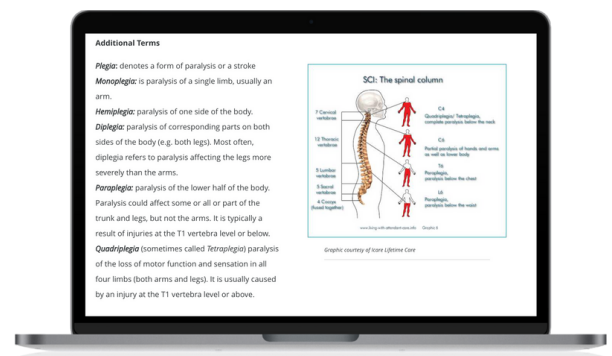 Additional Terms
Plegia: denotes a form of paralysis or a stroke
Monoplegia: is paralysis of a single limb, usually an
arm.
Hemiplegia: paralysis of one side of the body.
Diplegia: paralysis of corresponding parts on both
sides of the body (e.g. both legs). Most often,
diplegia refers to paralysis affecting the legs more
severely than the arms.
Paraplegia: paralysis of the lower half of the body.
Paralysis could affect some or all or part of the
trunk and legs, but not the arms. It is typically a
result of injuries at the T1 vertebra level or below.
Quadriplegia (sometimes called Tetraplegia) paralysis
of the loss of motor function and sensation in all
four limbs (both arms and legs). It is usually caused
by an injury at the T1 vertebra level or above.
SCI: The spinal column
7 Cervical
vertebrae
12 Thoracic
vertebrae
5 Lumbar
vertebrae
5 Sacral
vertebrae
4 Coccyx
(fused together)
C4
Quadriplegia/ Tetraplegia,
complete paralysis below the neck
C6
Partial paralysis of hands and arms
as well as lower body
T6
Paraplegia,
paralysis below the chest
L6
Paraplegia,
paralysis below the waist
Graphic courtesy of Icare Lifetime Care